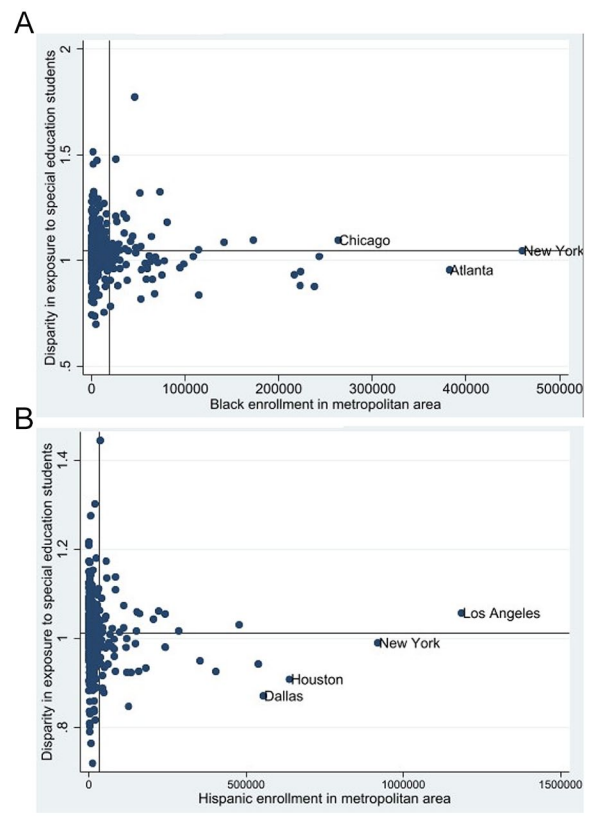 A
Disparity in exposure to special education students
2
1.5
1
.5
Chicago
New York
Atlanta
0 100000 200000 300000 400000 500000
Black enrollment in metropolitan area
B
Disparity in exposure to special education students
1.4
1.2
1
.8
Los Angeles
New York
Houston
Dallas
0 500000 1000000 1500000
Hispanic enrollment in metropolitan area